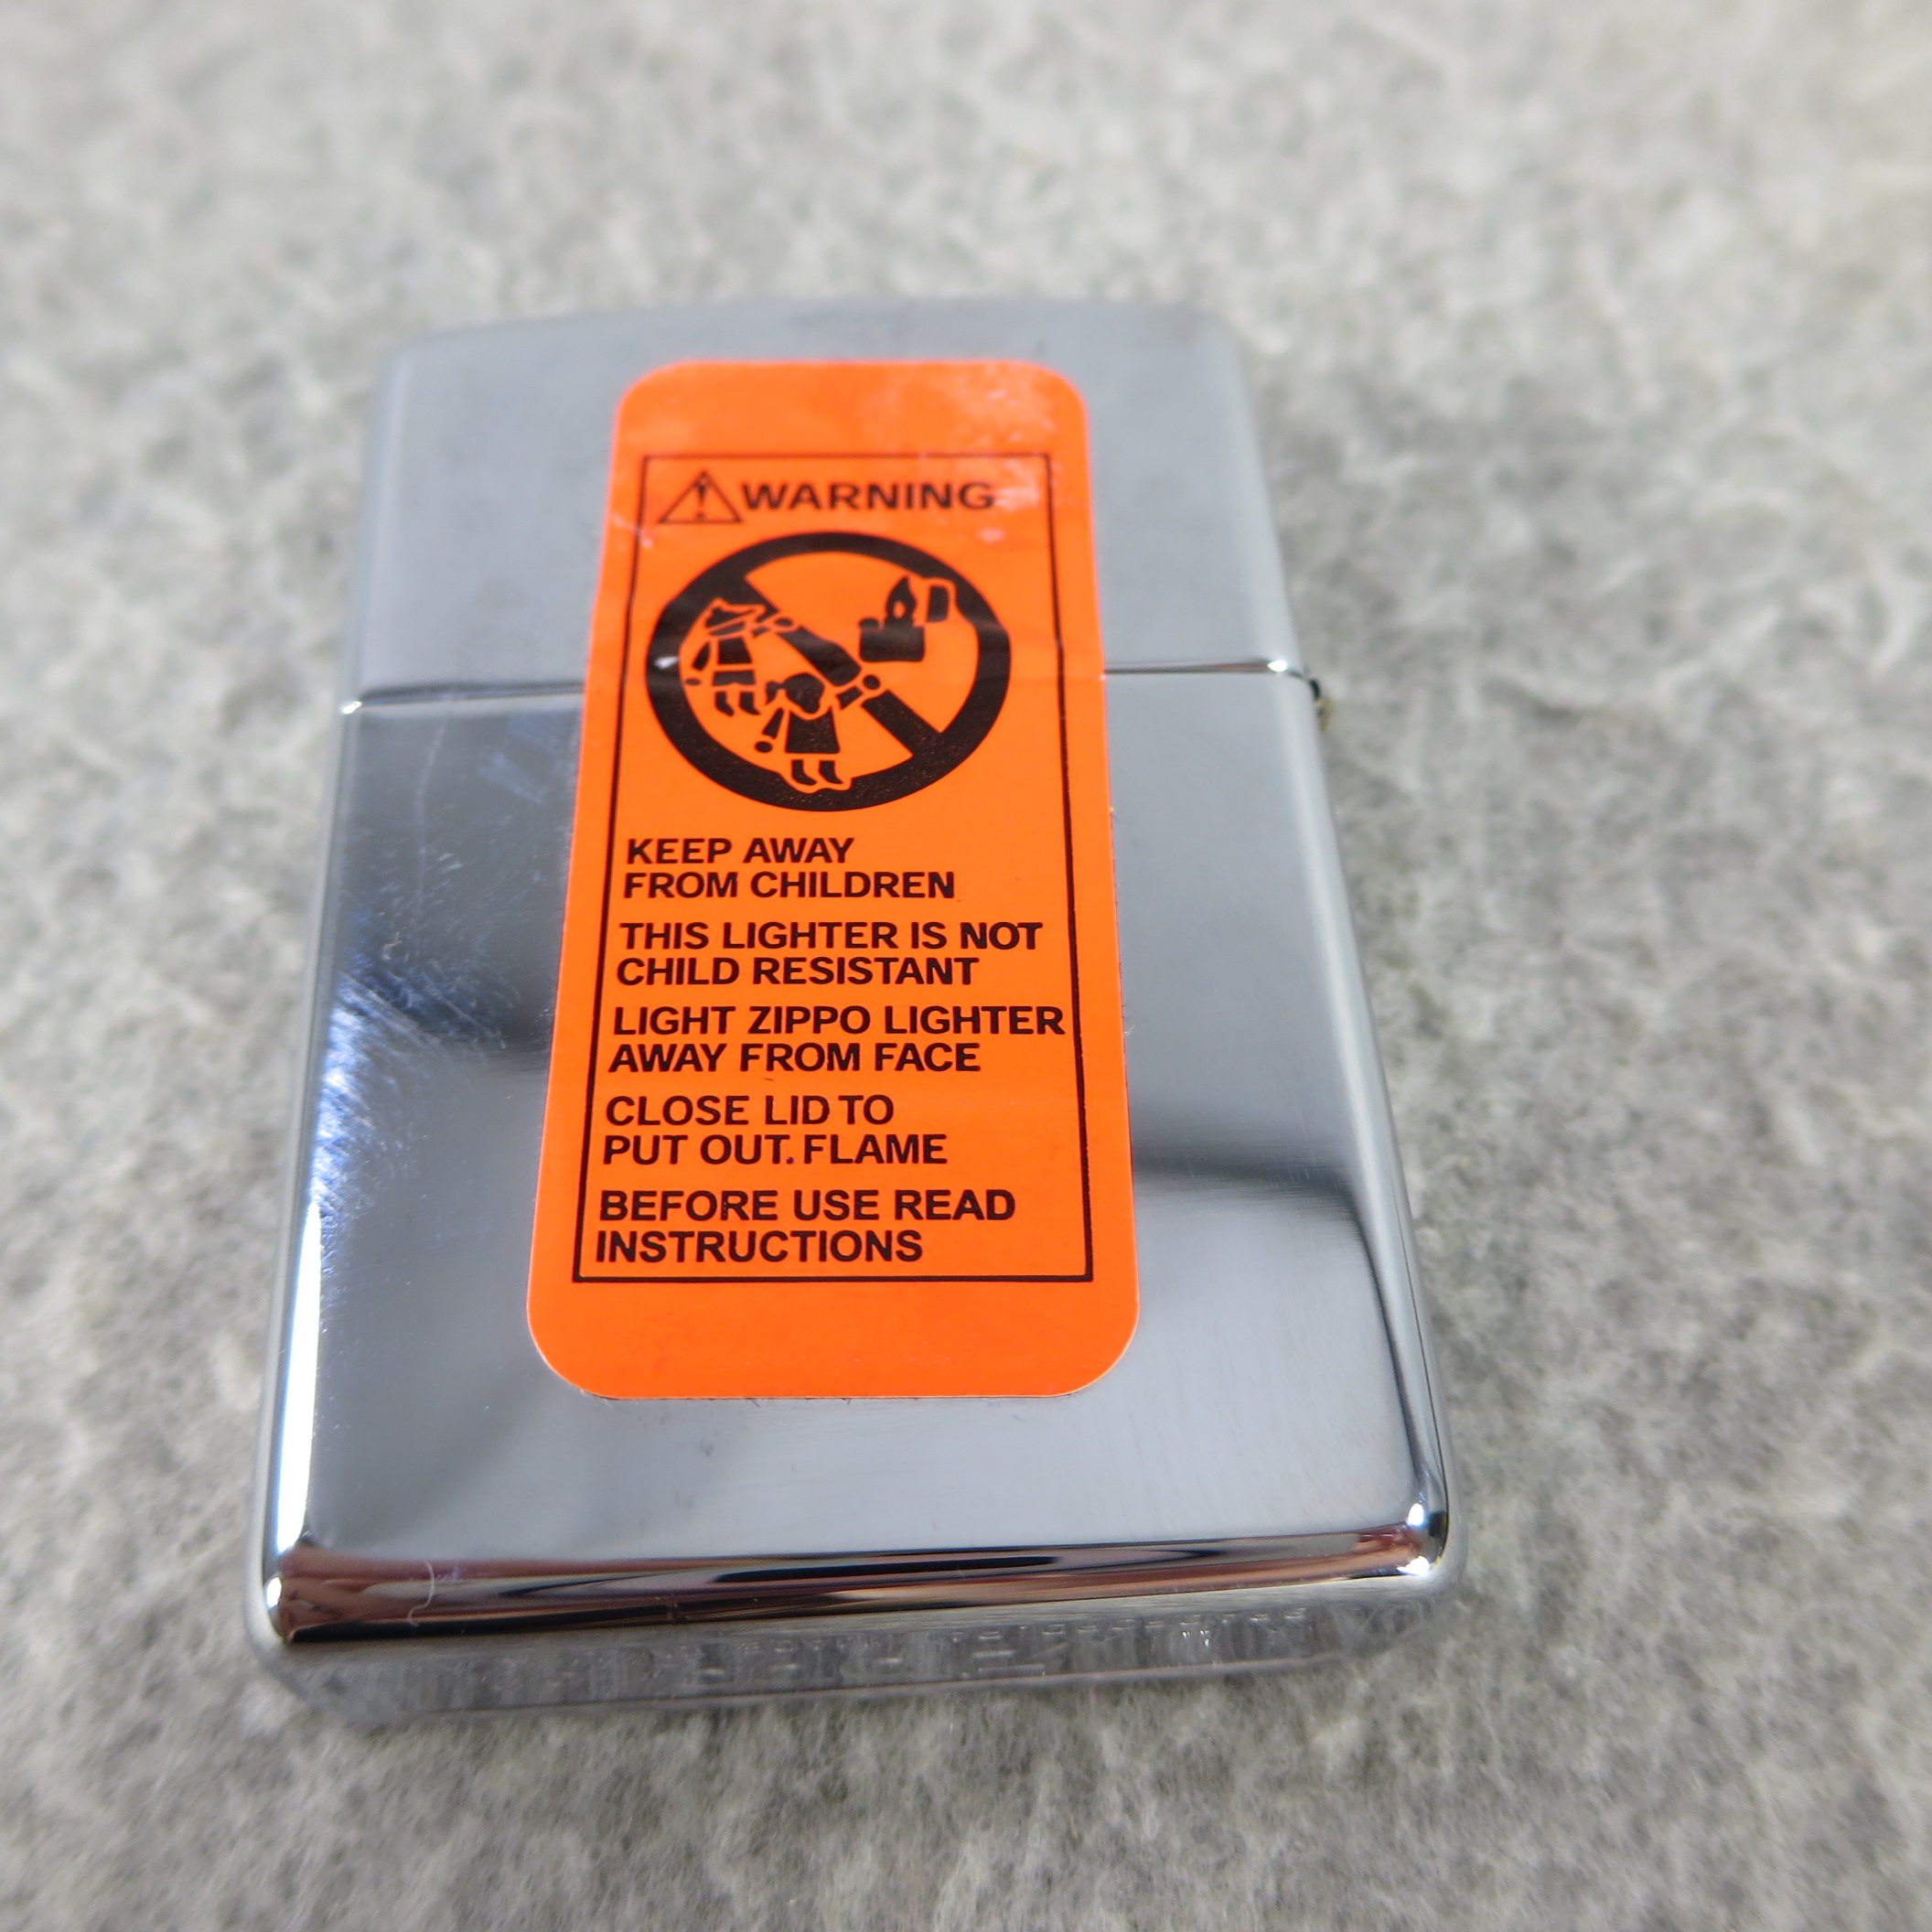 WARNING
KEEP AWAY
FROM CHILDREN
THIS LIGHTER IS NOT
CHILD RESISTANT
LIGHT ZIPPO LIGHTER
AWAY FROM FACE
CLOSE LID TO
PUT OUT FLAME
BEFORE USE READ
INSTRUCTIONS